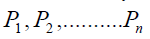 P₁, P₂,..........Pₙ